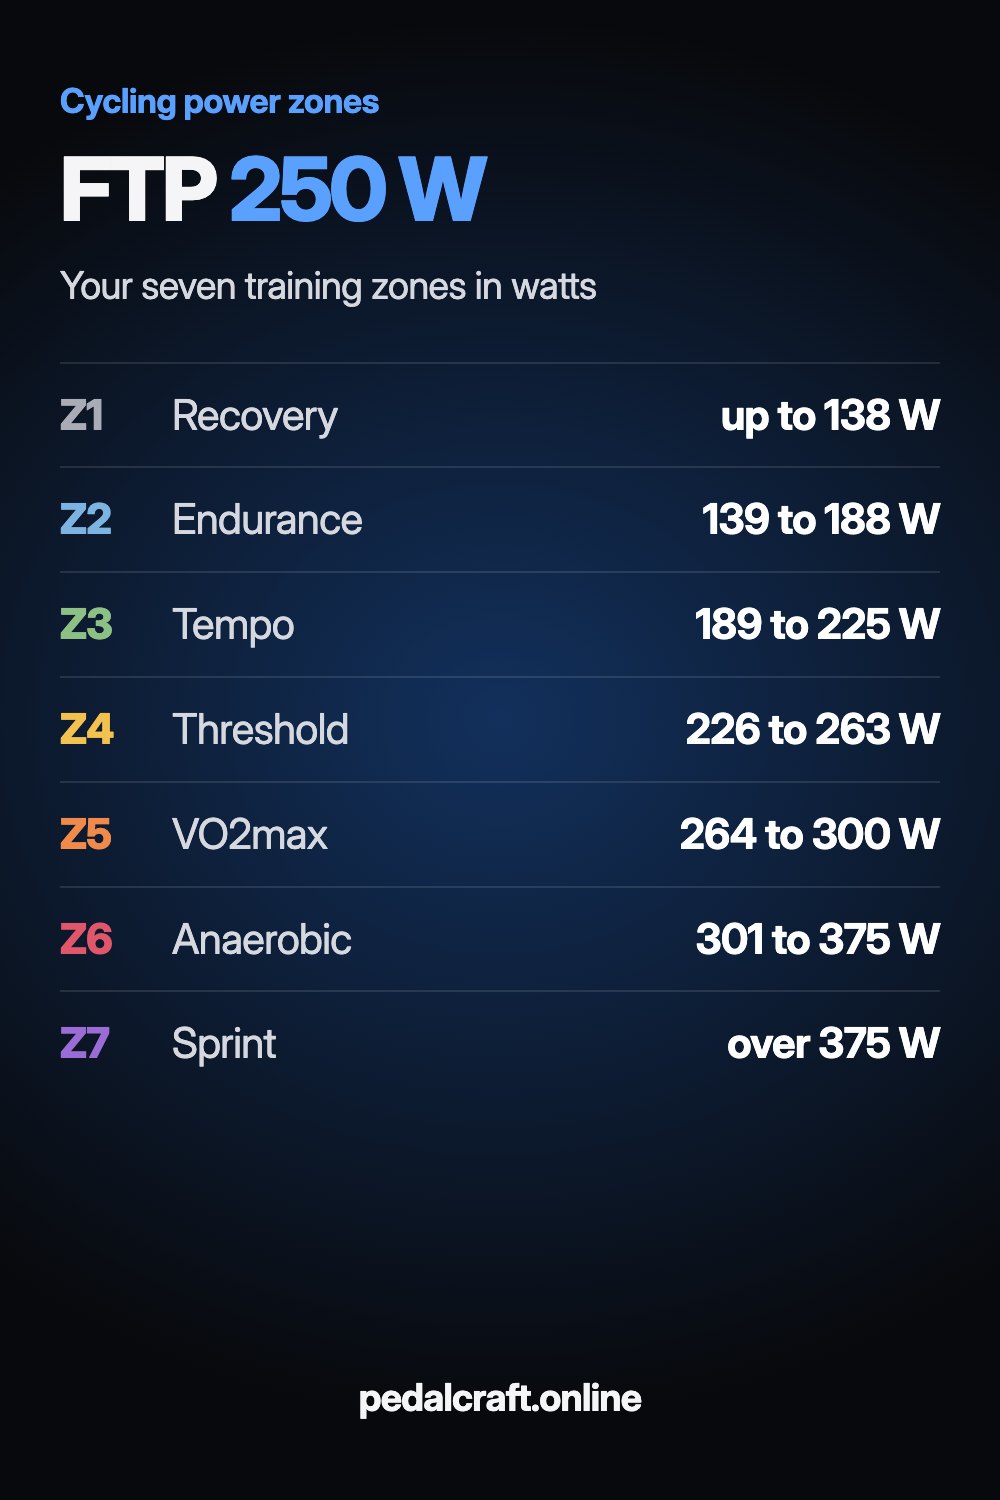 Cycling power zones
FTP 250 W
Your seven training zones in watts
Z1 Recovery up to 138 W
Z2 Endurance 139 to 188 W
Z3 Tempo 189 to 225 W
Z4 Threshold 226 to 263 W
Z5 VO2max 264 to 300 W
Z6 Anaerobic 301 to 375 W
Z7 Sprint over 375 W
pedalcraft.online